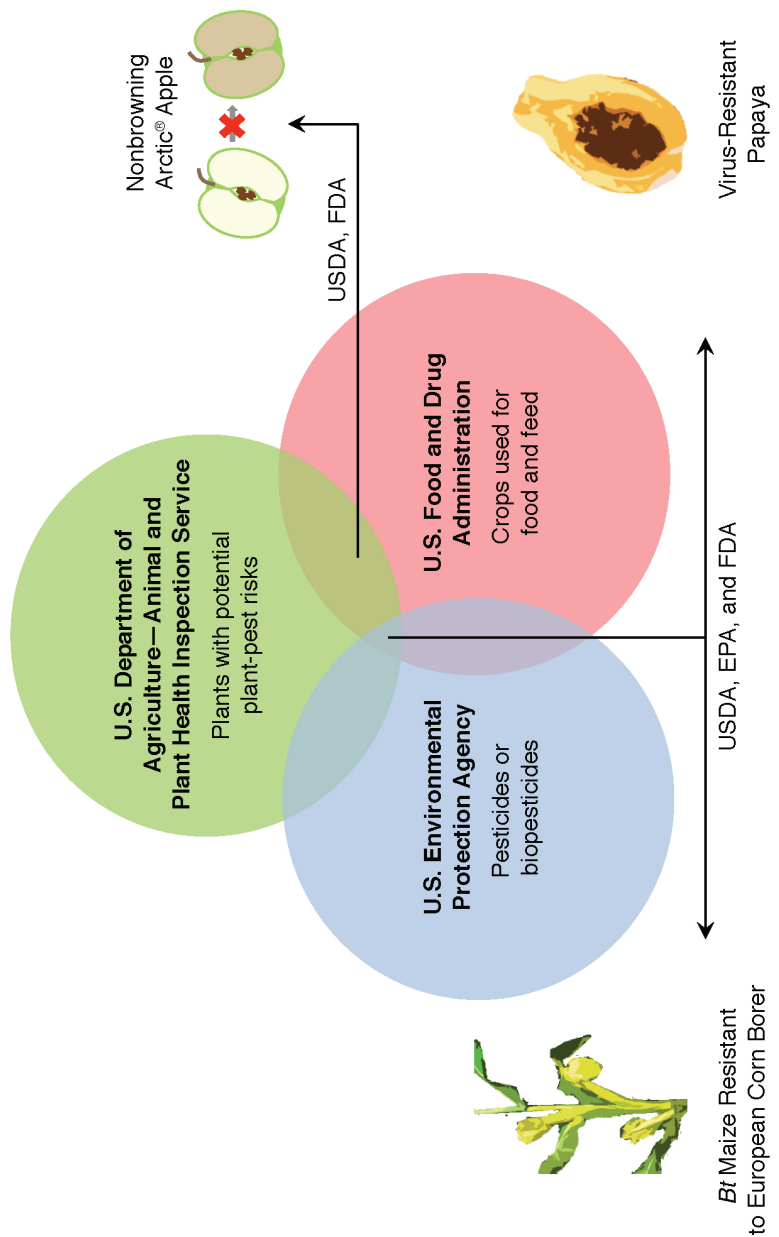 U.S. Department of
Agriculture—Animal and
Plant Health Inspection Service
Plants with potential
plant-pest risks
Nonbrowning
Arctic® Apple
USDA, FDA
U.S. Environmental
Protection Agency
Pesticides or
biopesticides
U.S. Food and Drug
Administration
Crops used for
food and feed
Bt Maize Resistant
to European Corn Borer
USDA, EPA, and FDA
Virus-Resistant
Papaya